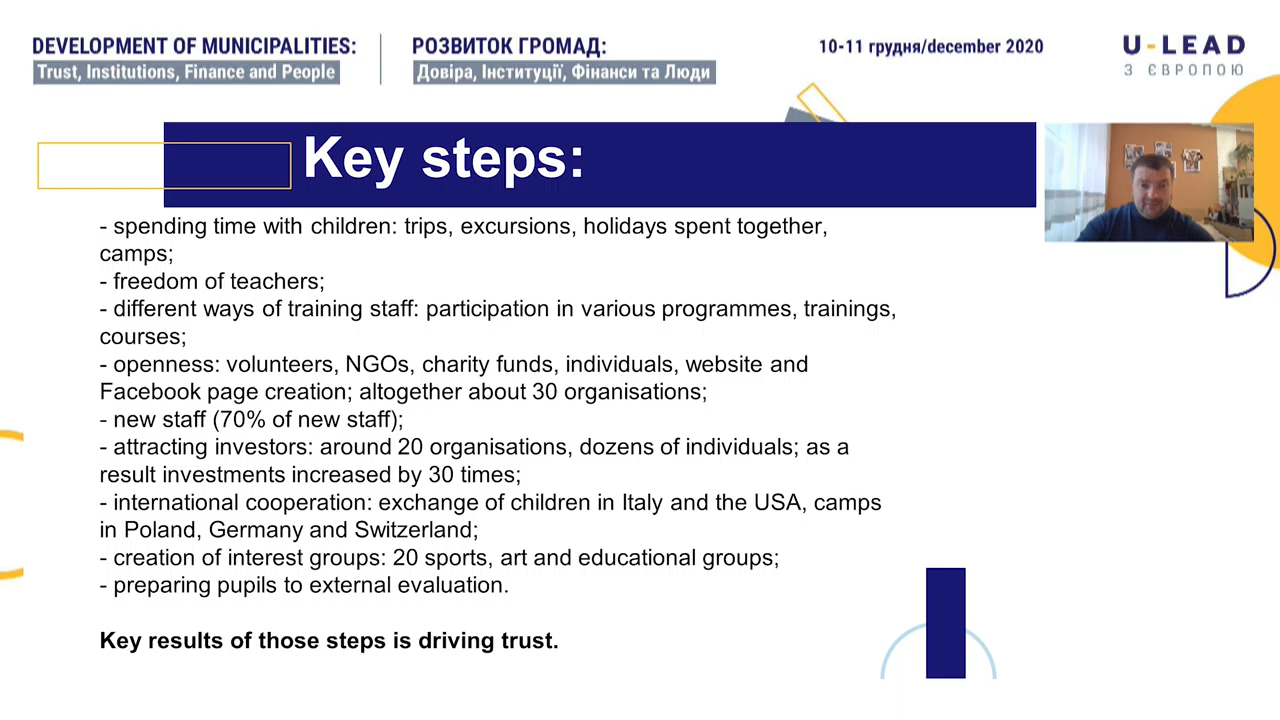 DEVELOPMENT OF MUNICIPALITIES:
Trust, Institutions, Finance and People
РОЗВИТОК ГРОМАД:
Довіра, Інституції, Фінанси та Люди
10-11 грудня/december 2020
U-LEAD
З ЄВРОПОЮ
Key steps:
- spending time with children: trips, excursions, holidays spent together,
camps;
- freedom of teachers;
- different ways of training staff: participation in various programmes, trainings,
courses;
- openness: volunteers, NGOs, charity funds, individuals, website and
Facebook page creation; altogether about 30 organisations;
- new staff (70% of new staff);
- attracting investors: around 20 organisations, dozens of individuals; as a
result investments increased by 30 times;
- international cooperation: exchange of children in Italy and the USA, camps
in Poland, Germany and Switzerland;
- creation of interest groups: 20 sports, art and educational groups;
- preparing pupils to external evaluation.
Key results of those steps is driving trust.